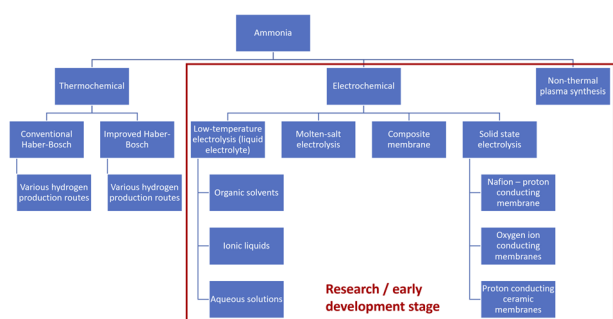 Ammonia
Thermochemical
Electrochemical
Non-thermal
plasma synthesis
Conventional
Haber-Bosch
Improved Haber-
Bosch
Low-temperature
electrolysis (liquid
electrolyte)
Molten-salt
electrolysis
Composite
membrane
Solid state
electrolysis
Various hydrogen
production routes
Various hydrogen
production routes
Organic solvents
Ionic liquids
Aqueous solutions
Nafion – proton
conducting
membrane
Oxygen ion
conducting
membranes
Proton conducting
ceramic membranes
Research / early
development stage